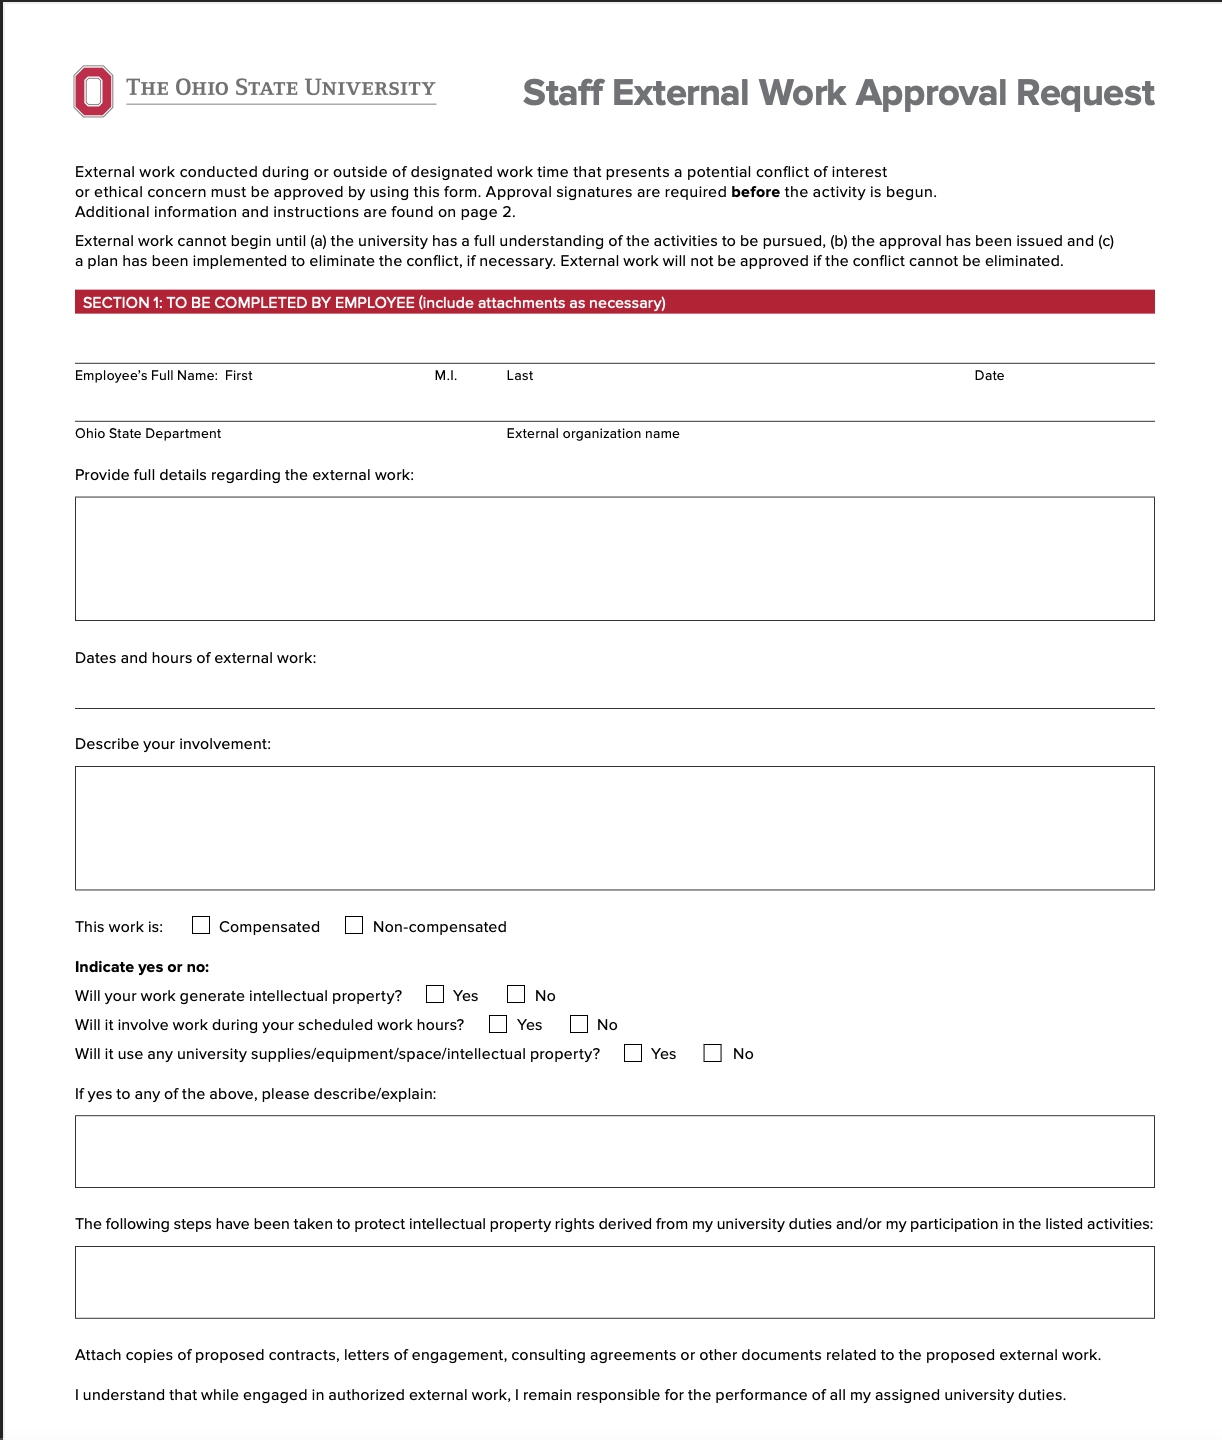 THE OHIO STATE UNIVERSITY
Staff External Work Approval Request
External work conducted during or outside of designated work time that presents a potential conflict of interest
or ethical concern must be approved by using this form. Approval signatures are required before the activity is begun.
Additional information and instructions are found on page 2.
External work cannot begin until (a) the university has a full understanding of the activities to be pursued, (b) the approval has been issued and (c)
a plan has been implemented to eliminate the conflict, if necessary. External work will not be approved if the conflict cannot be eliminated.
SECTION 1: TO BE COMPLETED BY EMPLOYEE (include attachments as necessary)
Employee's Full Name: First M.I. Last Date
Ohio State Department External organization name
Provide full details regarding the external work:
Dates and hours of external work:
Describe your involvement:
This work is: Compensated Non-compensated
Indicate yes or no:
Will your work generate intellectual property? Yes No
Will it involve work during your scheduled work hours? Yes No
Will it use any university supplies/equipment/space/intellectual property? Yes No
If yes to any of the above, please describe/explain:
The following steps have been taken to protect intellectual property rights derived from my university duties and/or my participation in the listed activities:
Attach copies of proposed contracts, letters of engagement, consulting agreements or other documents related to the proposed external work.
I understand that while engaged in authorized external work, I remain responsible for the performance of all my assigned university duties.